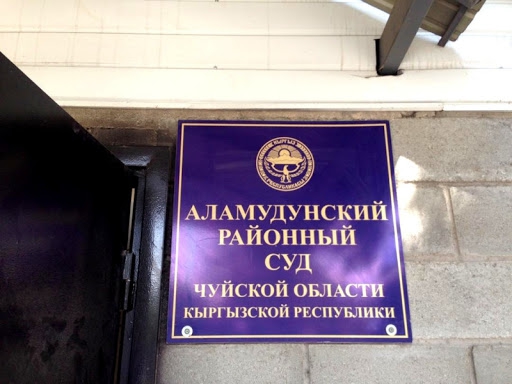 АЛАМУДУНСКИЙ
РАЙОННЫЙ
СУД
ЧУЙСКОЙ ОБЛАСТИ
КЫРГЫЗСКОЙ РЕСПУБЛИКИ